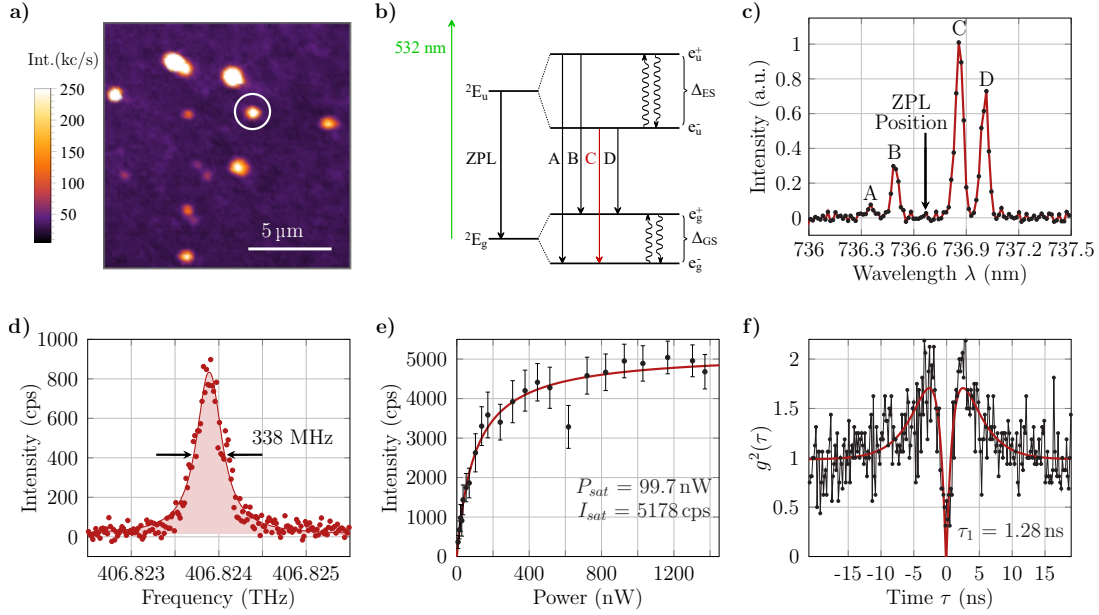 a)
Int.(kc/s)
250
200
150
100
50
5 µm
b)
532 nm
²Eᵤ
ZPL
²E_g
A
B
C
D
eᵤ⁺
Δ_ES
eᵤ⁻
e_g⁺
Δ_GS
e_g⁻
c)
Intensity (a.u.)
1
0.8
0.6
0.4
0.2
0
A
B
ZPL
Position
C
D
736
736.3
736.6
736.9
737.2
737.5
Wavelength λ (nm)
d)
Intensity (cps)
1000
800
600
400
200
0
338 MHz
406.823
406.824
406.825
Frequency (THz)
e)
Intensity (cps)
5000
4000
3000
2000
1000
0
P_sat = 99.7 nW
I_sat = 5178 cps
0
400
800
1200
Power (nW)
f)
g²(τ)
2
1.5
1
0.5
0
τ₁ = 1.28 ns
-15
-10
-5
0
5
10
15
Time τ (ns)